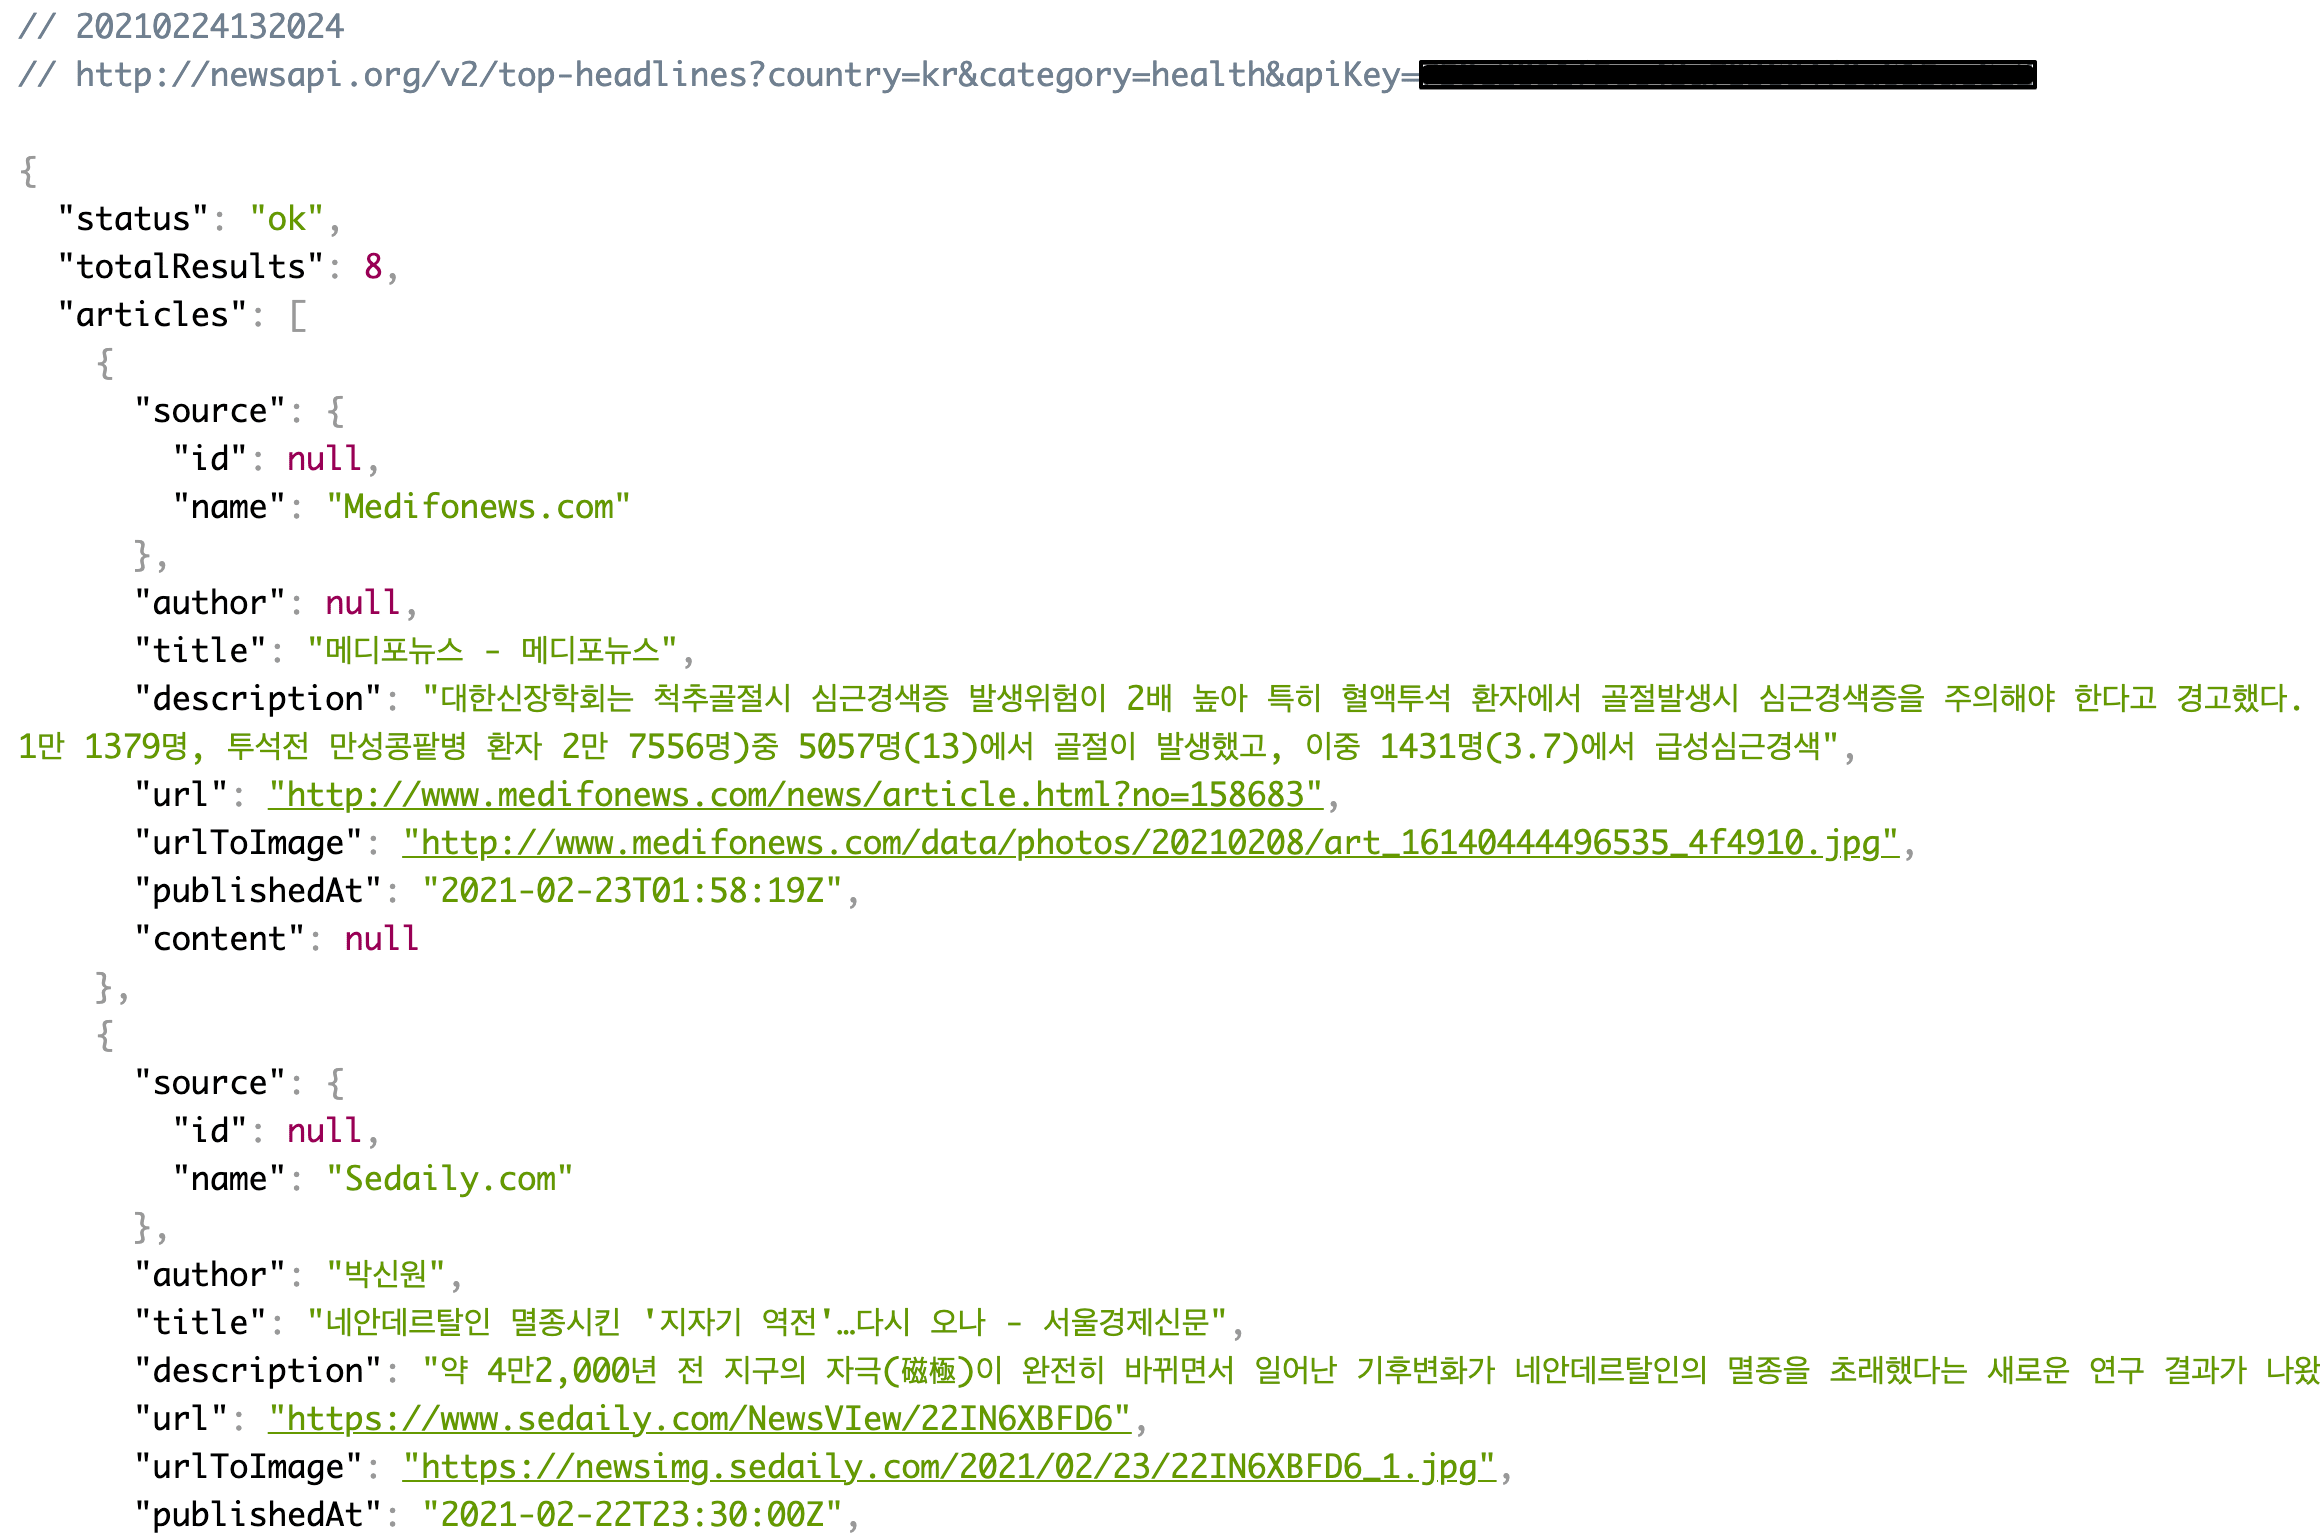 // 20210224132024
// http://newsapi.org/v2/top-headlines?country=kr&category=health&apiKey=
{
"status": "ok",
"totalResults": 8,
"articles": [
{
"source": {
"id": null,
"name": "Medifonews.com"
},
"author": null,
"title": "메디포뉴스 - 메디포뉴스",
"description": "대한신장학회는 척추골절시 심근경색증 발생위험이 2배 높아 특히 혈액투석 환자에서 골절발생시 심근경색증을 주의해야 한다고 경고했다.
1만 1379명, 투석전 만성콩팥병 환자 2만 7556명)중 5057명(13)에서 골절이 발생했고, 이중 1431명(3.7)에서 급성심근경색",
"url": "http://www.medifonews.com/news/article.html?no=158683",
"urlToImage": "http://www.medifonews.com/data/photos/20210208/art_16140444496535_4f4910.jpg",
"publishedAt": "2021-02-23T01:58:19Z",
"content": null
},
{
"source": {
"id": null,
"name": "Sedaily.com"
},
"author": "박신원",
"title": "네안데르탈인 멸종시킨 '지자기 역전'…다시 오나 - 서울경제신문",
"description": "약 4만2,000년 전 지구의 자극(磁極)이 완전히 바뀌면서 일어난 기후변화가 네안데르탈인의 멸종을 초래했다는 새로운 연구 결과가 나왔
"url": "https://www.sedaily.com/NewsVIew/22IN6XBFD6",
"urlToImage": "https://newsimg.sedaily.com/2021/02/23/22IN6XBFD6_1.jpg",
"publishedAt": "2021-02-22T23:30:00Z",